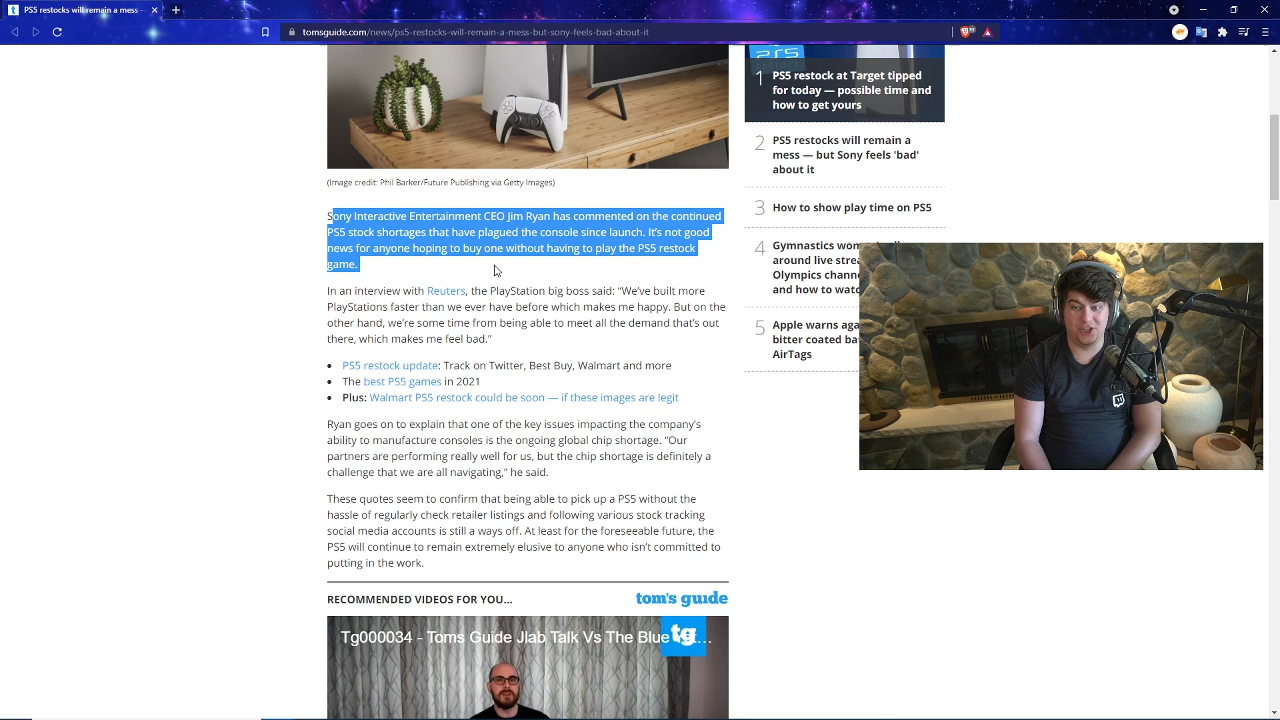 PS5 restocks will remain a mess —
tomsguide.com/news/ps5-restocks-will-remain-a-mess-but-sony-feels-bad-about-it
(Image credit: Phil Barker/Future Publishing via Getty Images)
Sony Interactive Entertainment CEO Jim Ryan has commented on the continued
PS5 stock shortages that have plagued the console since launch. It's not good
news for anyone hoping to buy one without having to play the PS5 restock
game.
In an interview with Reuters, the PlayStation big boss said: “We've built more
PlayStations faster than we ever have before which makes me happy. But on the
other hand, we're some time from being able to meet all the demand that's out
there, which makes me feel bad.”
PS5 restock update: Track on Twitter, Best Buy, Walmart and more
The best PS5 games in 2021
Plus: Walmart PS5 restock could be soon — if these images are legit
Ryan goes on to explain that one of the key issues impacting the company's
ability to manufacture consoles is the ongoing global chip shortage. “Our
partners are performing really well for us, but the chip shortage is definitely a
challenge that we are all navigating,” he said.
These quotes seem to confirm that being able to pick up a PS5 without the
hassle of regularly check retailer listings and following various stock tracking
social media accounts is still a ways off. At least for the foreseeable future, the
PS5 will continue to remain extremely elusive to anyone who isn't committed to
putting in the work.
RECOMMENDED VIDEOS FOR YOU...
tom's guide
Tg000034 - Toms Guide Jlab Talk Vs The Blue
tg
PS5
1
PS5 restock at Target tipped
for today — possible time and
how to get yours
2
PS5 restocks will remain a
mess — but Sony feels 'bad'
about it
3
How to show play time on PS5
4
Gymnastics
around live
Olympics
and how to
5
Apple warns
bitter coated
AirTags